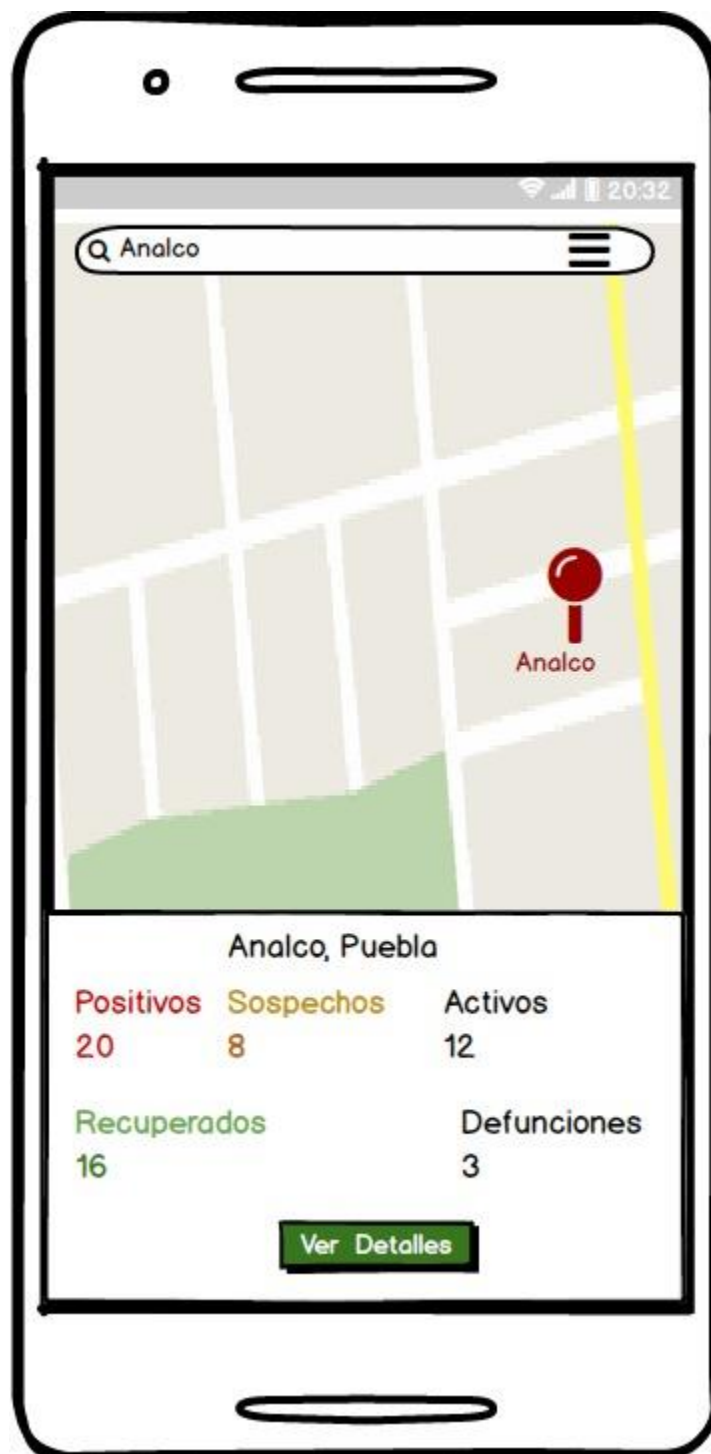 20:32
Analco
Analco
Analco, Puebla
Positivos Sospechos Activos
20 8 12
Recuperados Defunciones
16 3
Ver Detalles